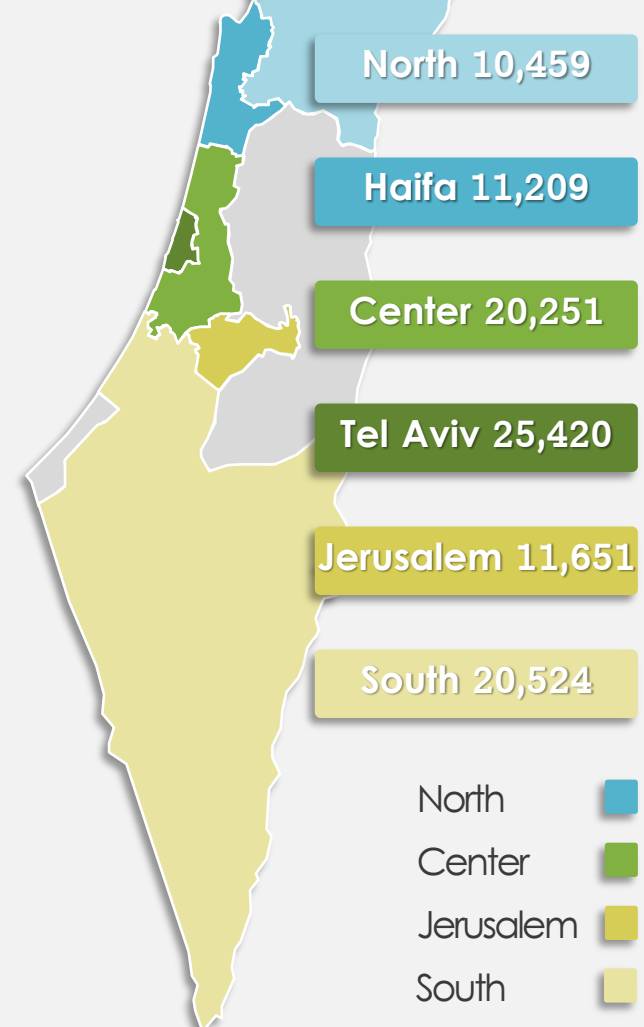 North 10,459
Haifa 11,209
Center 20,251
Tel Aviv 25,420
Jerusalem 11,651
South 20,524
North
Center
Jerusalem
South